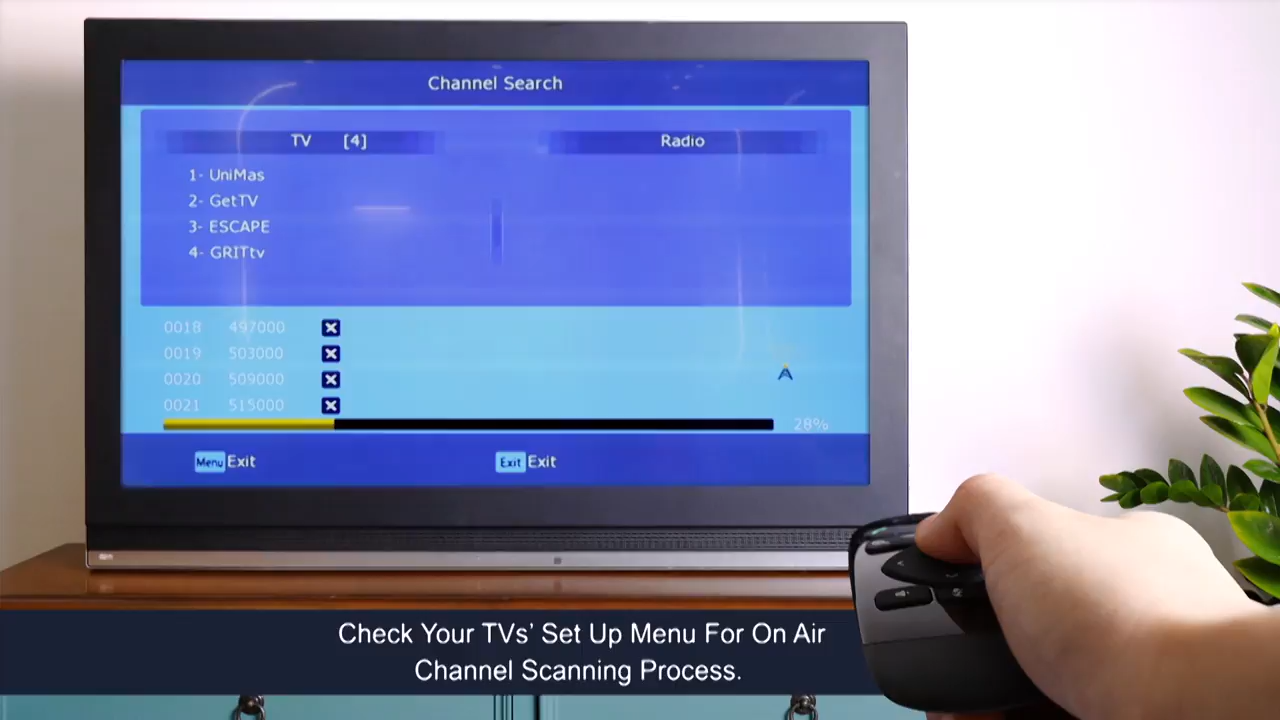 Channel Search
TV [4]
Radio
1- UniMas
2- GetTV
3- ESCAPE
4- GRITtv
0018 497000
0019 503000
0020 509000
0021 515000
28%
Menu Exit
Exit Exit
Check Your TVs’ Set Up Menu For On Air
Channel Scanning Process.